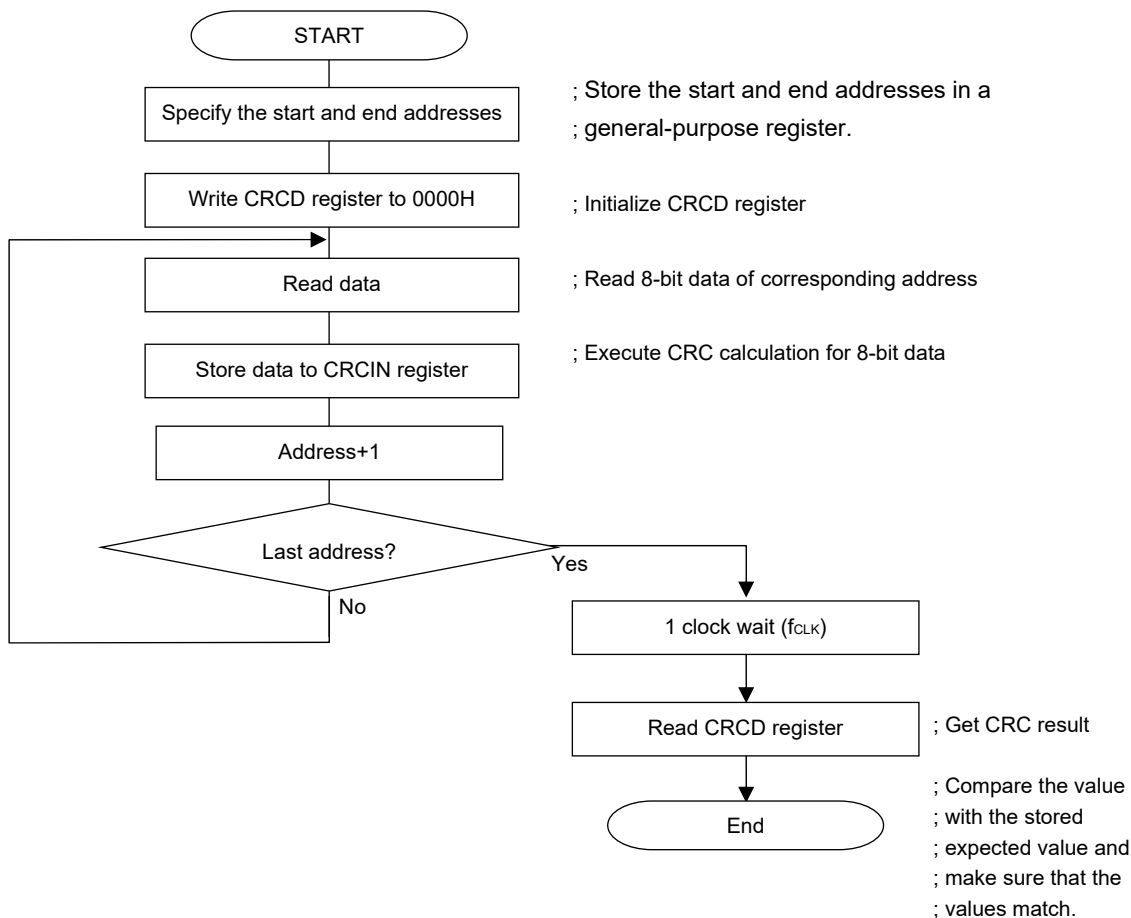 START
Specify the start and end addresses
; Store the start and end addresses in a
; general-purpose register.
Write CRCD register to 0000H
; Initialize CRCD register
Read data
; Read 8-bit data of corresponding address
Store data to CRCIN register
; Execute CRC calculation for 8-bit data
Address+1
Last address?
Yes
No
1 clock wait (fCLK)
Read CRCD register
; Get CRC result
End
; Compare the value
; with the stored
; expected value and
; make sure that the
; values match.